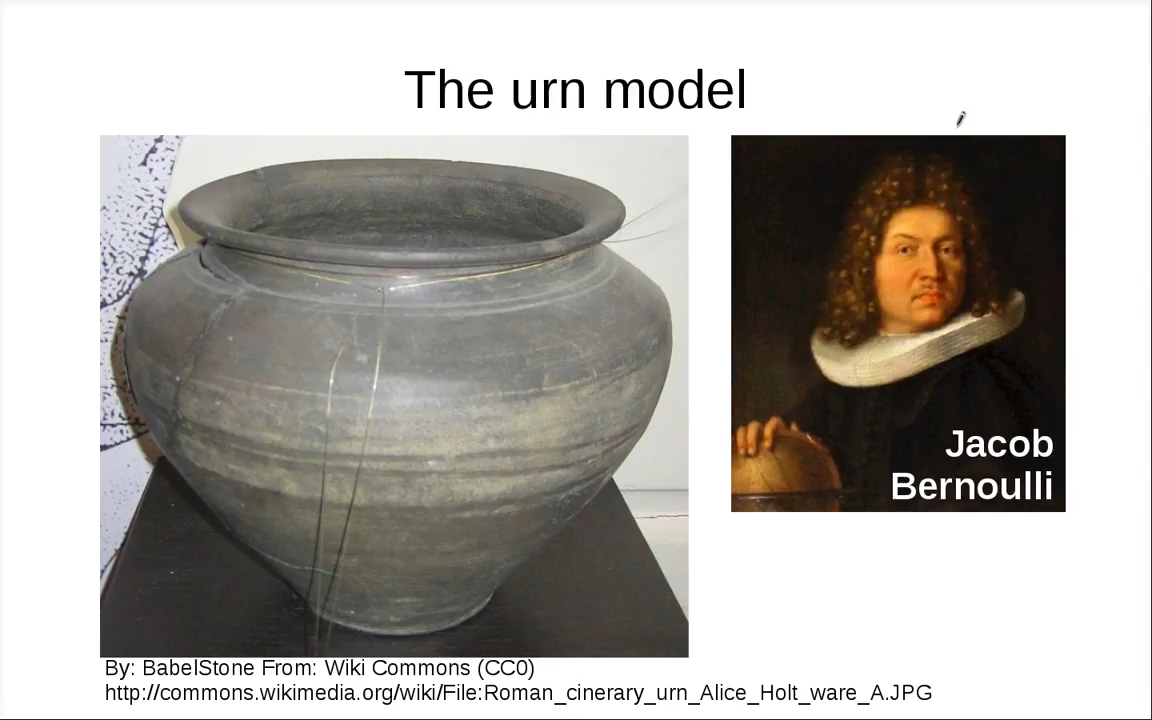 The urn model
Jacob
Bernoulli
By: BabelStone From: Wiki Commons (CC0)
http://commons.wikimedia.org/wiki/File:Roman_cinerary_urn_Alice_Holt_ware_A.JPG